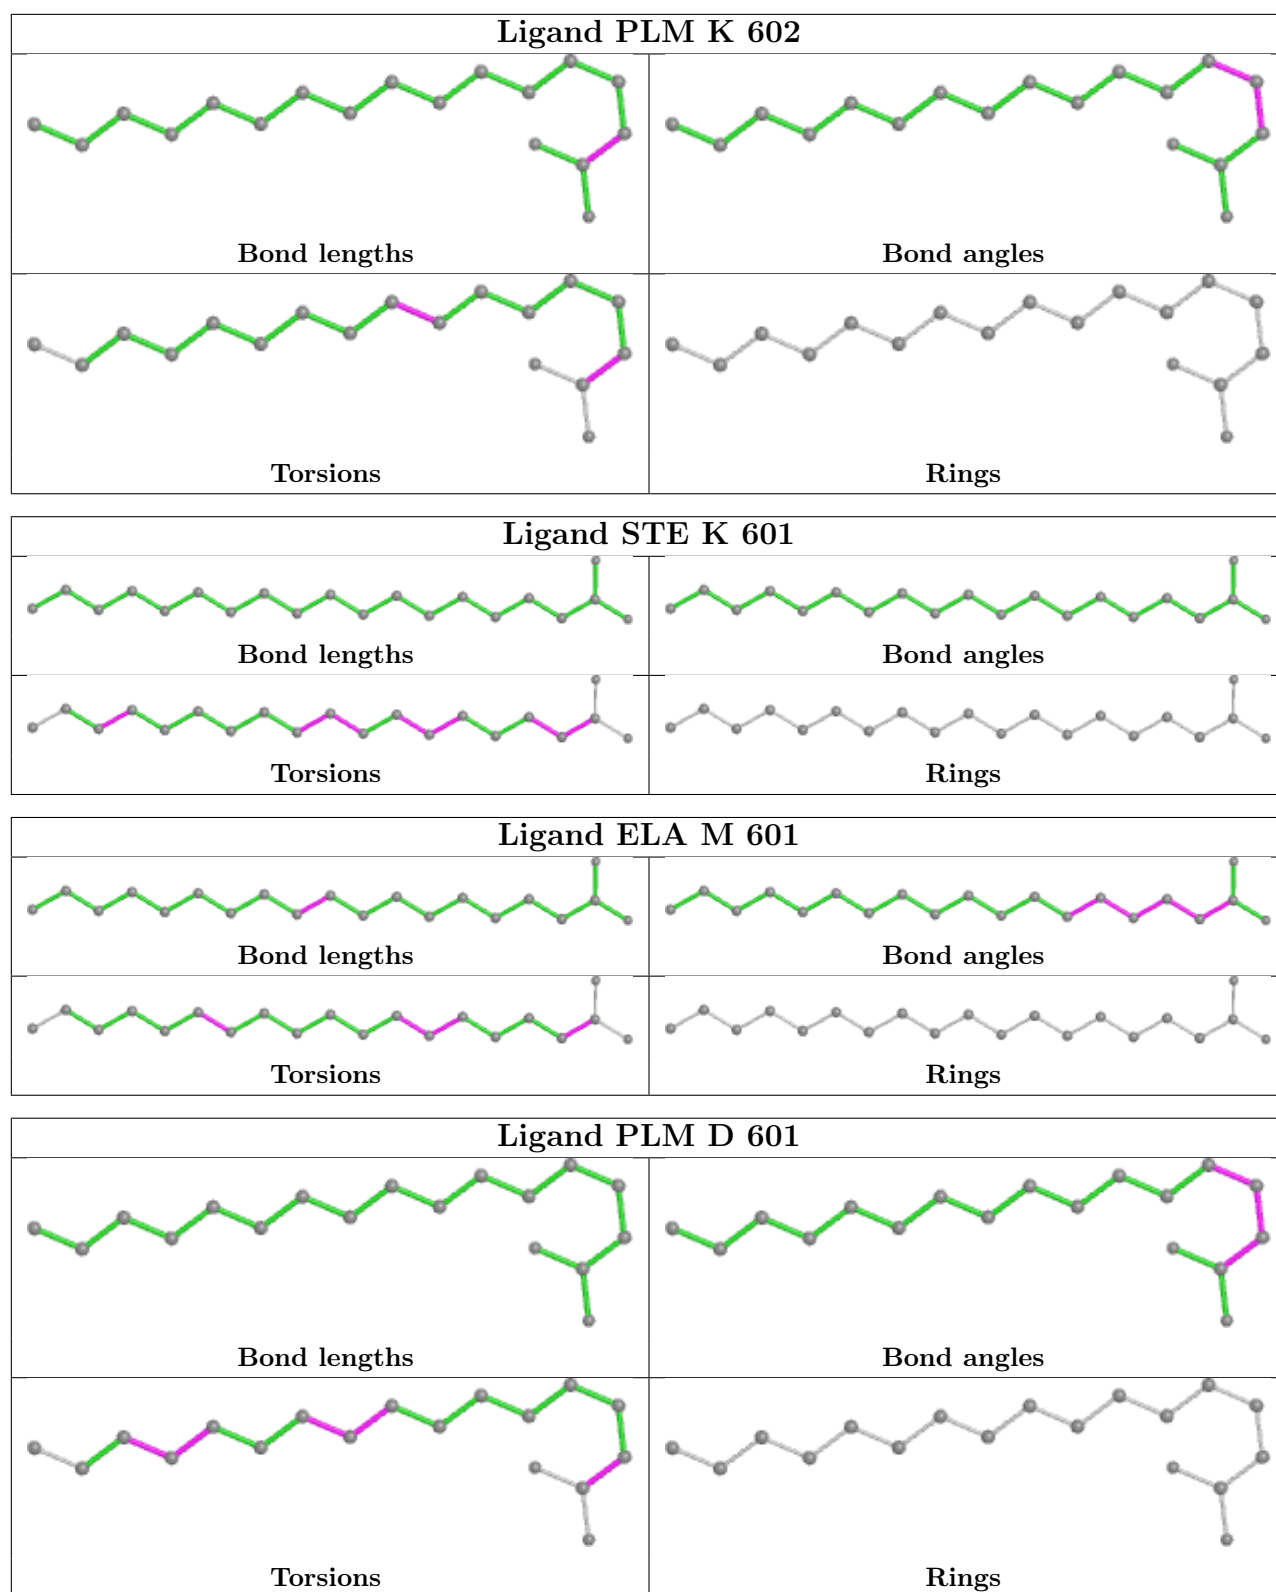 Ligand PLM K 602
Bond lengths
Bond angles
Torsions
Rings
Ligand STE K 601
Bond lengths
Bond angles
Torsions
Rings
Ligand ELA M 601
Bond lengths
Bond angles
Torsions
Rings
Ligand PLM D 601
Bond lengths
Bond angles
Torsions
Rings